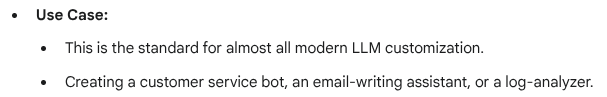 • Use Case:
• This is the standard for almost all modern LLM customization.
• Creating a customer service bot, an email-writing assistant, or a log-analyzer.